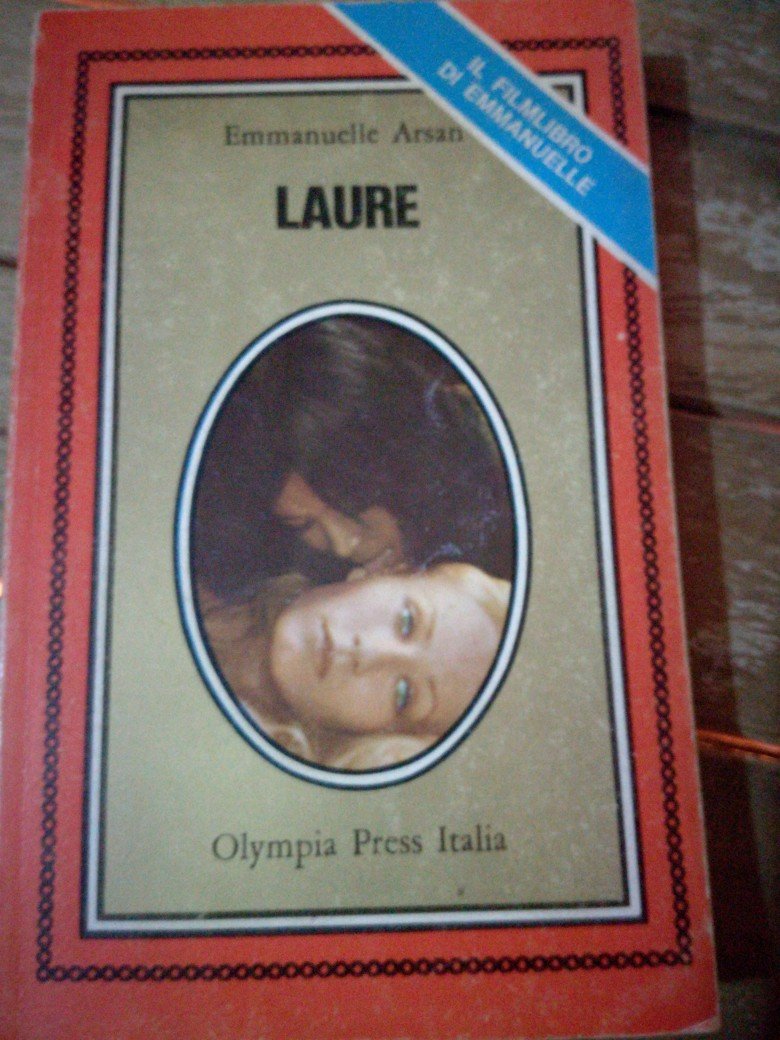 IL FILMLIBRO
DI EMMANUELLE
Emmanuelle Arsan
LAURE
Olympia Press Italia